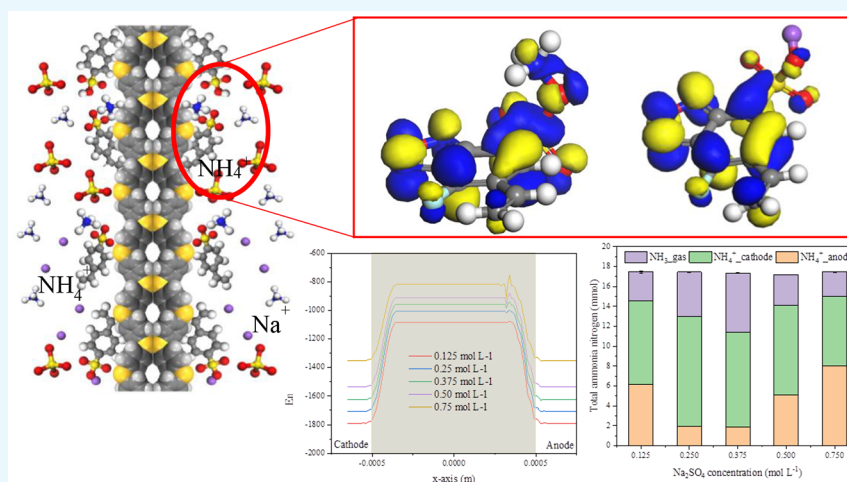 NH4+
NH4+
Na+
-600
-800
-1000
-1200
-1400
-1600
-1800
-2000
En
0.125 mol L-1
0.25 mol L-1
0.375 mol L-1
0.50 mol L-1
0.75 mol L-1
Cathode
Anode
-0.0005
0.0000
0.0005
x-axis (m)
NH3_gas
NH4+_cathode
NH4+_anode
20
18
16
14
12
10
8
6
4
2
0
Total ammonia nitrogen (mmol)
0.125
0.250
0.375
0.500
0.750
Na2SO4 concentration (mol L-1)